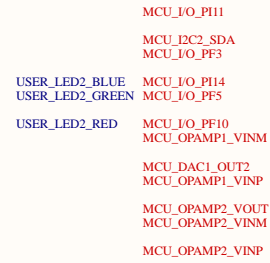 MCU_I/O_PI11
MCU_I2C2_SDA
MCU_I/O_PF3
USER_LED2_BLUE MCU_I/O_PI14
USER_LED2_GREEN MCU_I/O_PF5
USER_LED2_RED MCU_I/O_PF10
MCU_OPAMP1_VINM
MCU_DAC1_OUT2
MCU_OPAMP1_VINP
MCU_OPAMP2_VOUT
MCU_OPAMP2_VINM
MCU_OPAMP2_VINP